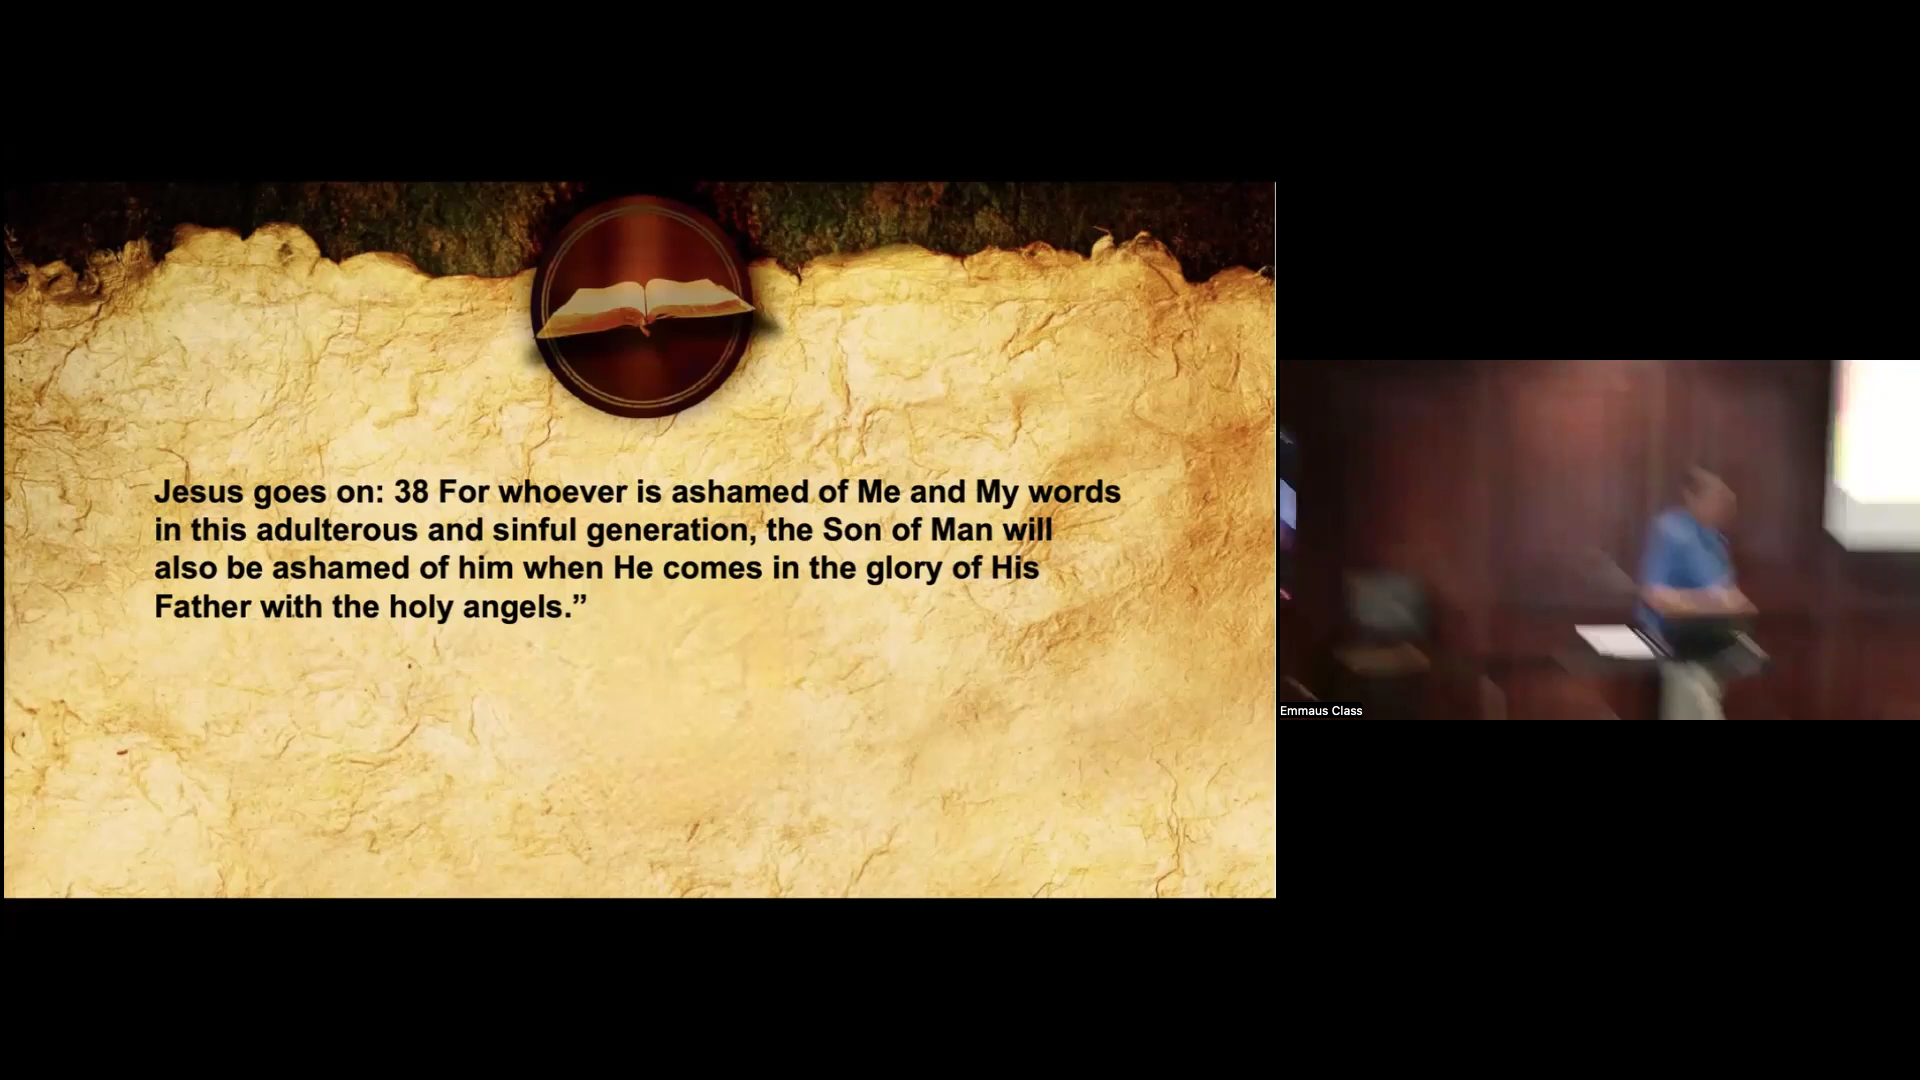 Jesus goes on: 38 For whoever is ashamed of Me and My words
in this adulterous and sinful generation, the Son of Man will
also be ashamed of him when He comes in the glory of His
Father with the holy angels.”
Emmaus Class